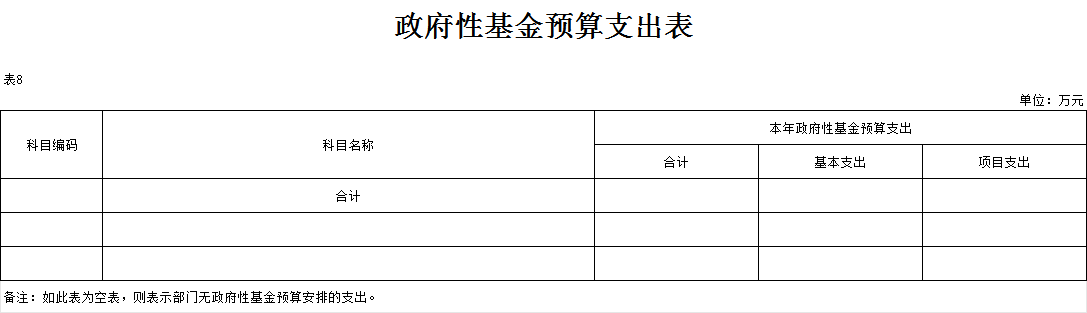 政府性基金预算支出表
表8
单位：万元
科目编码 科目名称 本年政府性基金预算支出
合计 基本支出 项目支出
合计
备注：如此表为空表，则表示部门无政府性基金预算安排的支出。